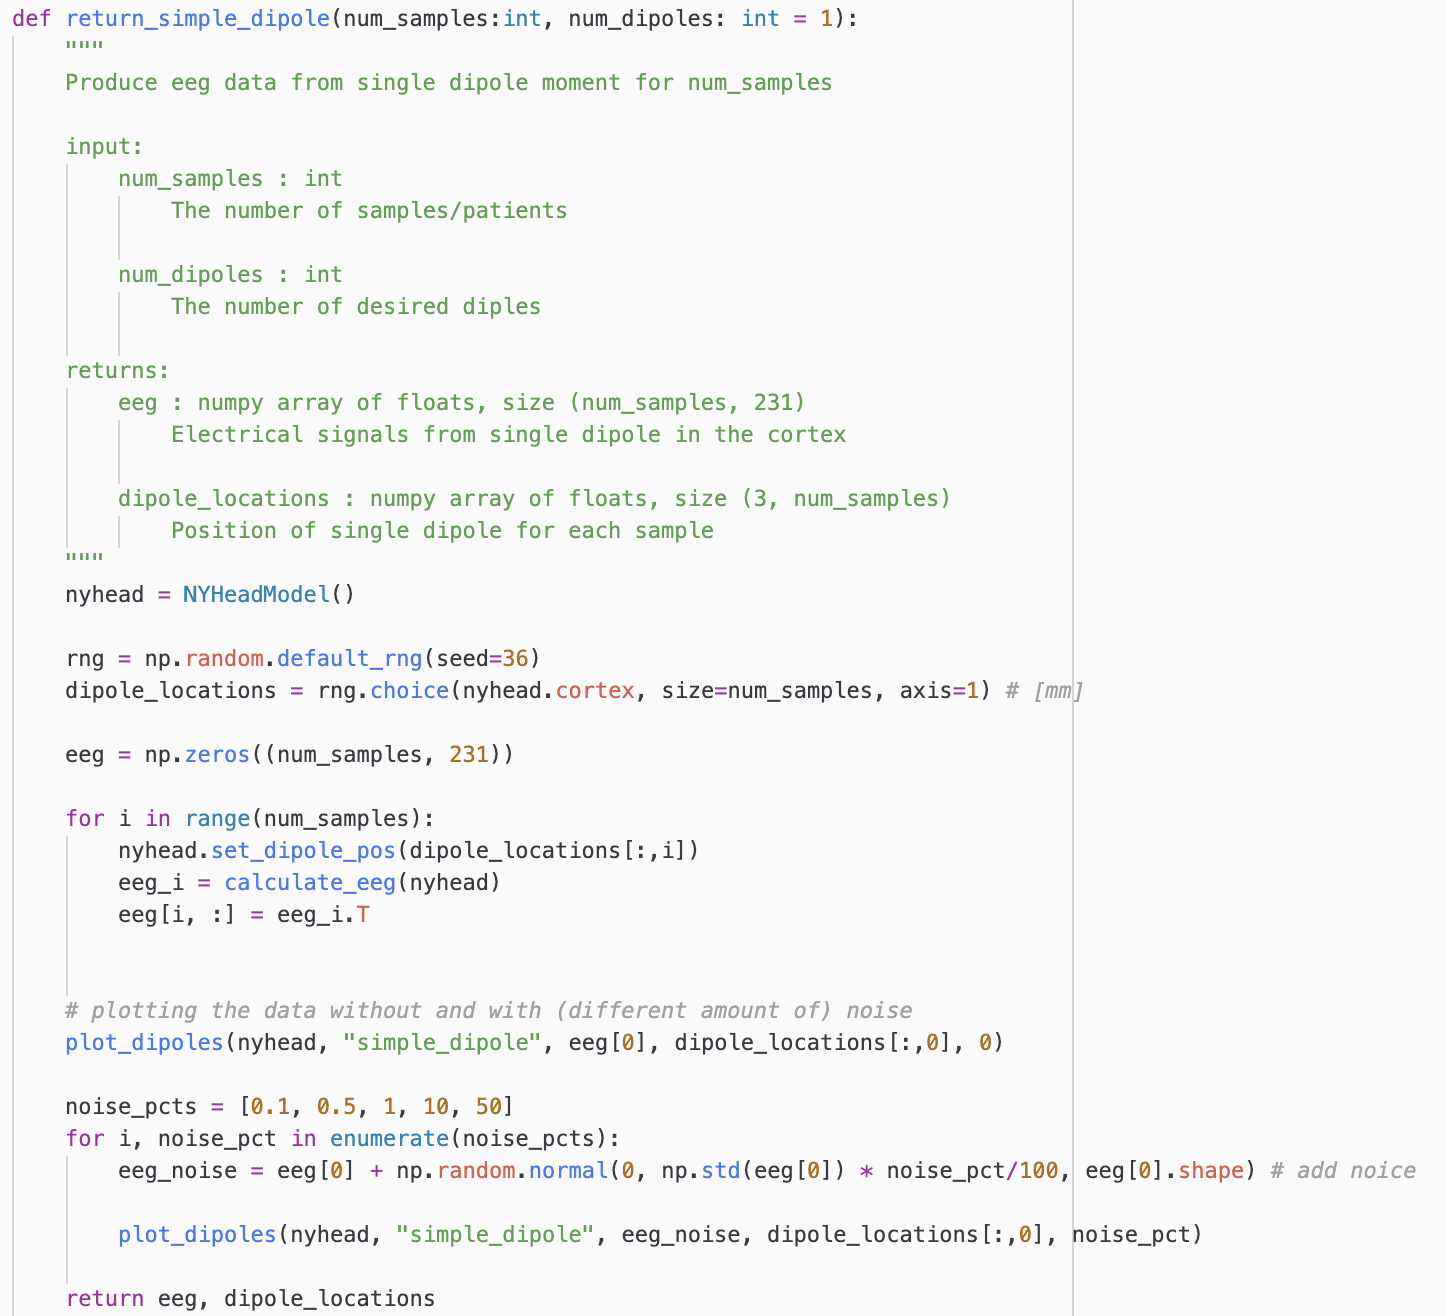 def return_simple_dipole(num_samples:int, num_dipoles: int = 1):
    """
    Produce eeg data from single dipole moment for num_samples

    input:
        num_samples : int
            The number of samples/patients

        num_dipoles : int
            The number of desired diples

    returns:
        eeg : numpy array of floats, size (num_samples, 231)
            Electrical signals from single dipole in the cortex

        dipole_locations : numpy array of floats, size (3, num_samples)
            Position of single dipole for each sample
    """
    nyhead = NYHeadModel()

    rng = np.random.default_rng(seed=36)
    dipole_locations = rng.choice(nyhead.cortex, size=num_samples, axis=1) # [mm]

    eeg = np.zeros((num_samples, 231))

    for i in range(num_samples):
        nyhead.set_dipole_pos(dipole_locations[:,i])
        eeg_i = calculate_eeg(nyhead)
        eeg[i, :] = eeg_i.T


    # plotting the data without and with (different amount of) noise
    plot_dipoles(nyhead, "simple_dipole", eeg[0], dipole_locations[:,0], 0)

    noise_pcts = [0.1, 0.5, 1, 10, 50]
    for i, noise_pct in enumerate(noise_pcts):
        eeg_noise = eeg[0] + np.random.normal(0, np.std(eeg[0]) * noise_pct/100, eeg[0].shape) # add noice

        plot_dipoles(nyhead, "simple_dipole", eeg_noise, dipole_locations[:,0], noise_pct)

    return eeg, dipole_locations